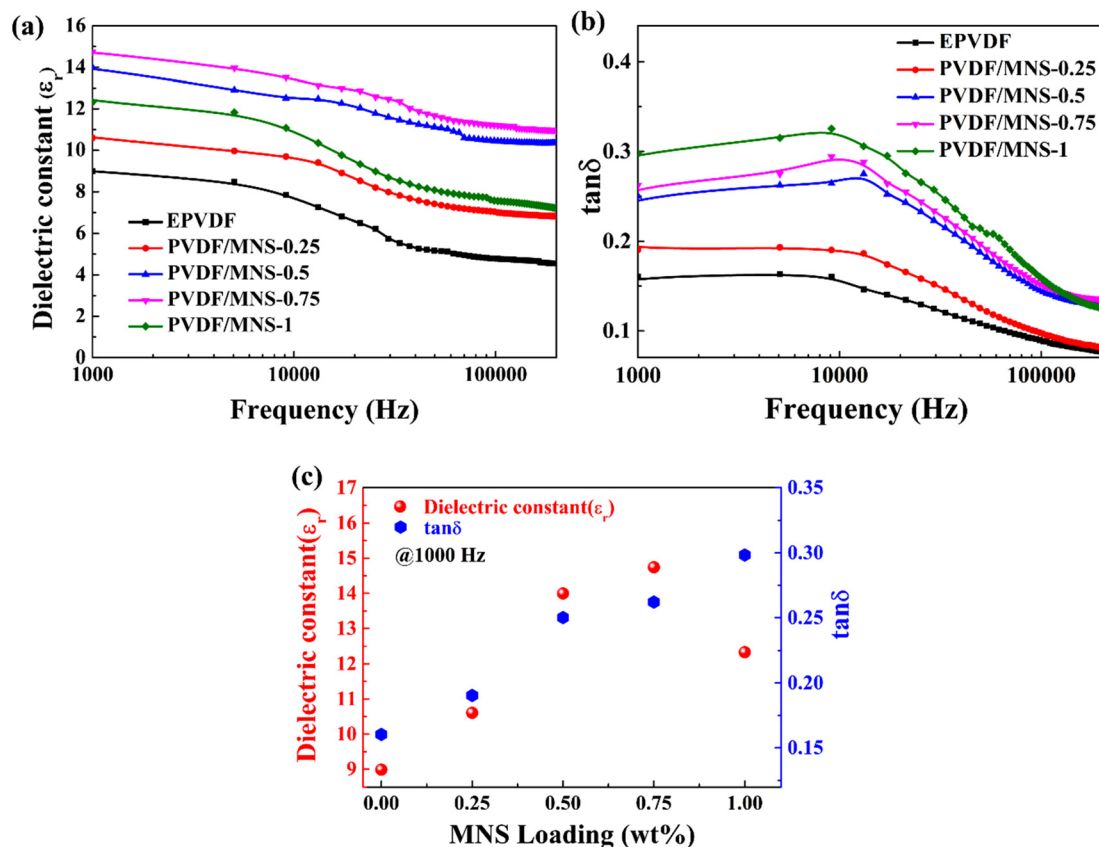 (a)
Dielectric constant (εr)
16
14
12
10
8
6
4
2
0
EPVDF
PVDF/MNS-0.25
PVDF/MNS-0.5
PVDF/MNS-0.75
PVDF/MNS-1
1000
10000
100000
Frequency (Hz)
(b)
tanδ
0.4
0.3
0.2
0.1
EPVDF
PVDF/MNS-0.25
PVDF/MNS-0.5
PVDF/MNS-0.75
PVDF/MNS-1
1000
10000
100000
Frequency (Hz)
(c)
Dielectric constant(εr)
17
16
15
14
13
12
11
10
9
Dielectric constant(εr)
tanδ
@1000 Hz
0.35
0.30
0.25
0.20
0.15
tanδ
0.00
0.25
0.50
0.75
1.00
MNS Loading (wt%)